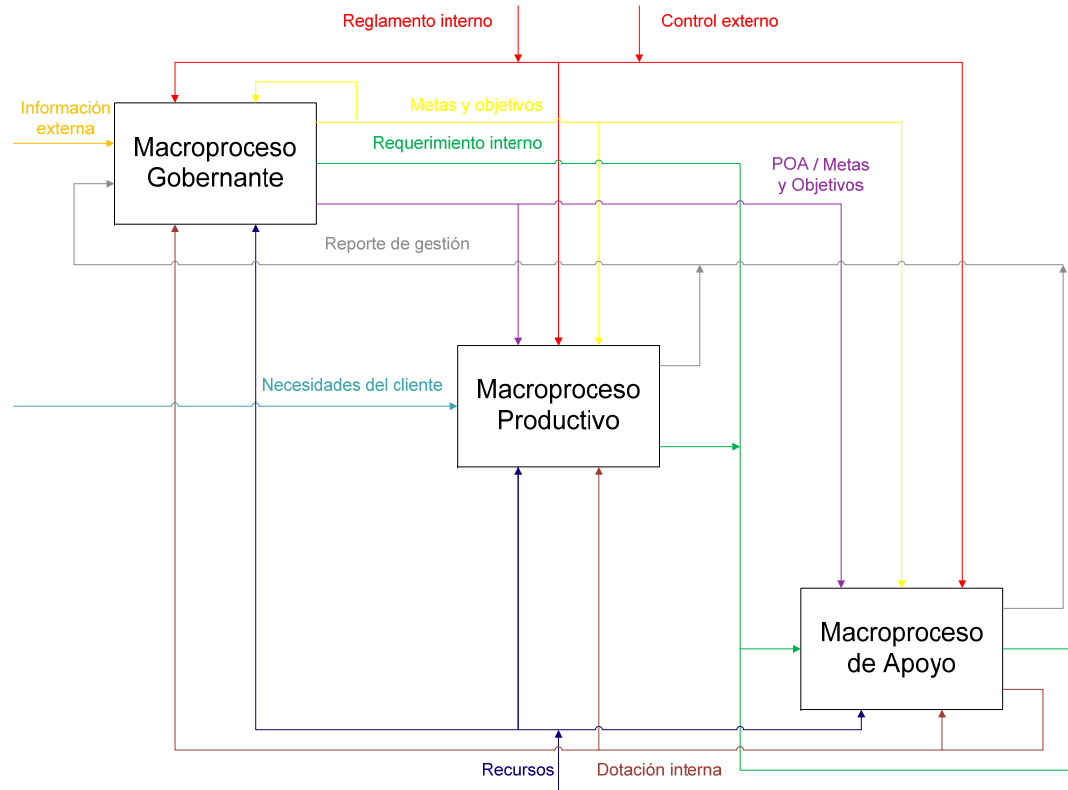 Reglamento interno
Control externo
Información
externa
Metas y objetivos
Requerimiento interno
Macroproceso
Gobernante
POA / Metas
y Objetivos
Reporte de gestión
Necesidades del cliente
Macroproceso
Productivo
Macroproceso
de Apoyo
Recursos
Dotación interna